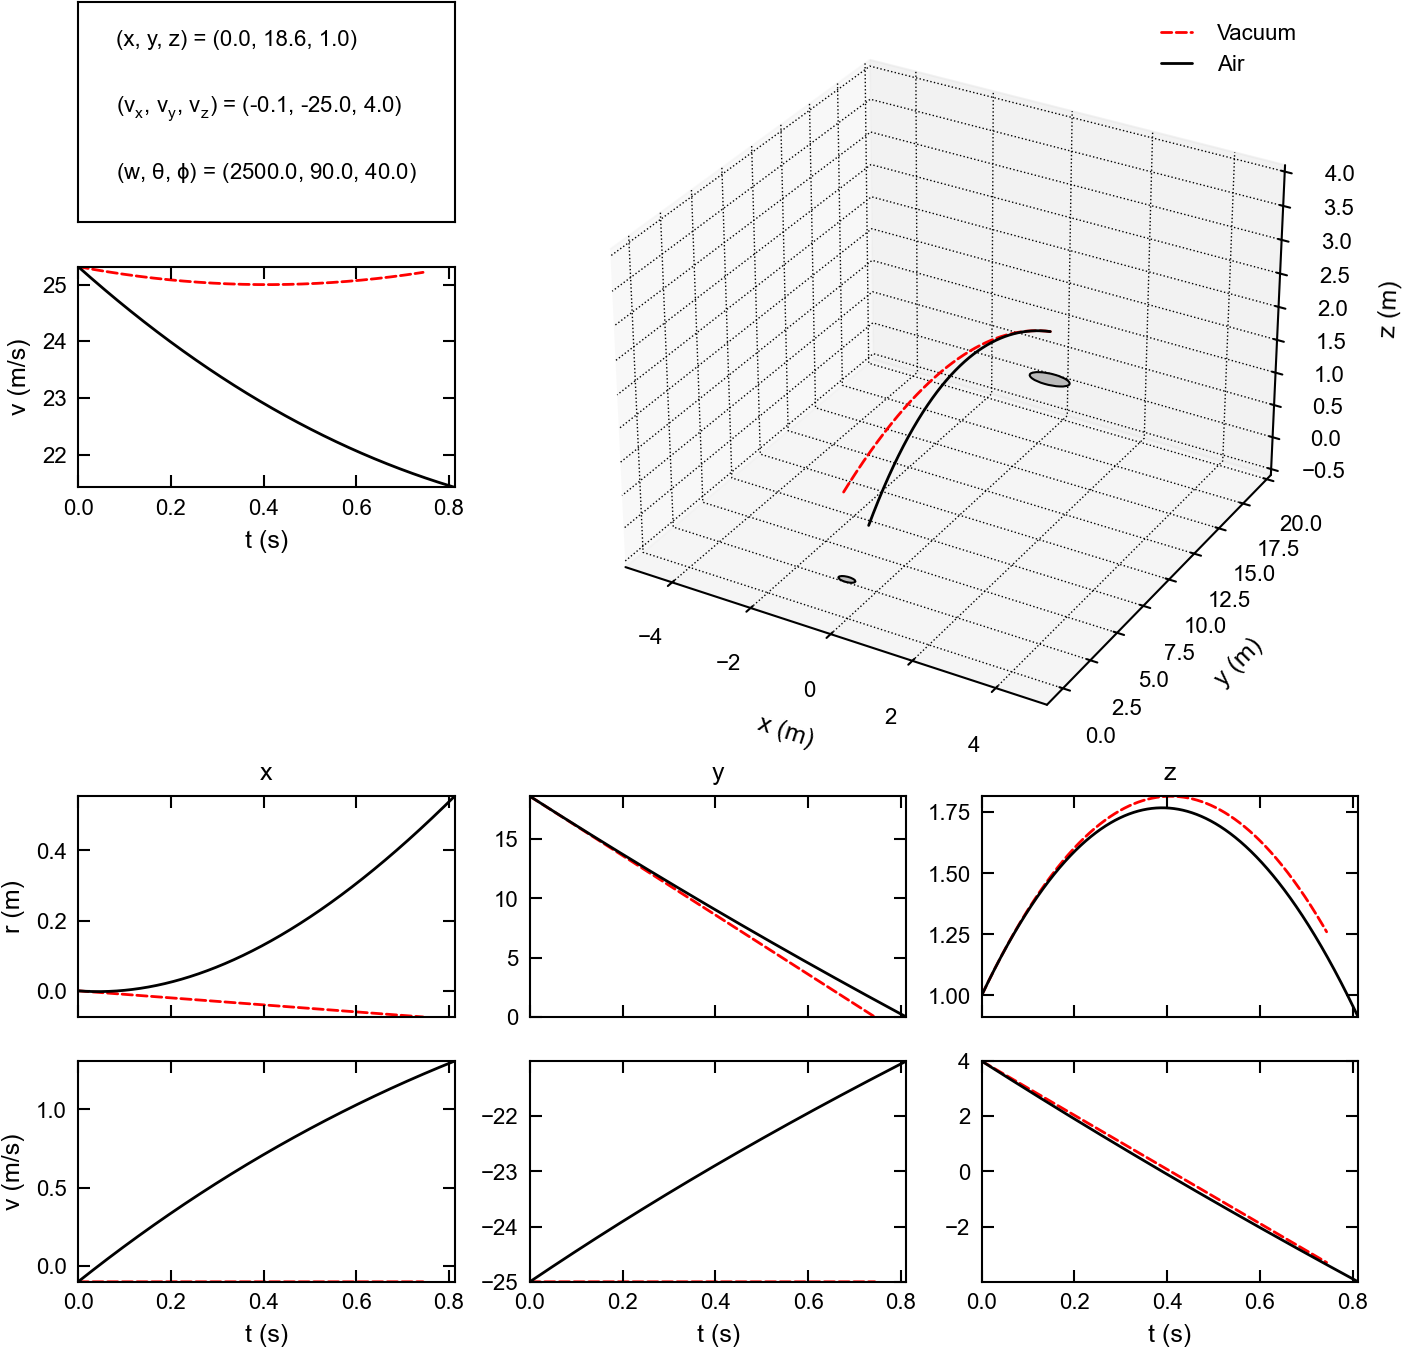 (x, y, z) = (0.0, 18.6, 1.0)
(vx, vy, vz) = (-0.1, -25.0, 4.0)
(w, θ, ϕ) = (2500.0, 90.0, 40.0)
Vacuum
Air
v (m/s)
25
24
23
22
0.0 0.2 0.4 0.6 0.8
t (s)
4.0
3.5
3.0
2.5
2.0
1.5
1.0
0.5
0.0
−0.5
z (m)
20.0
17.5
15.0
12.5
10.0
7.5
5.0
2.5
0.0
y (m)
−4
−2
0
2
4
x (m)
x
r (m)
0.4
0.2
0.0
y
15
10
5
0
z
1.75
1.50
1.25
1.00
v (m/s)
1.0
0.5
0.0
0.0 0.2 0.4 0.6 0.8
t (s)
−22
−23
−24
−25
0.0 0.2 0.4 0.6 0.8
t (s)
4
2
0
−2
0.0 0.2 0.4 0.6 0.8
t (s)